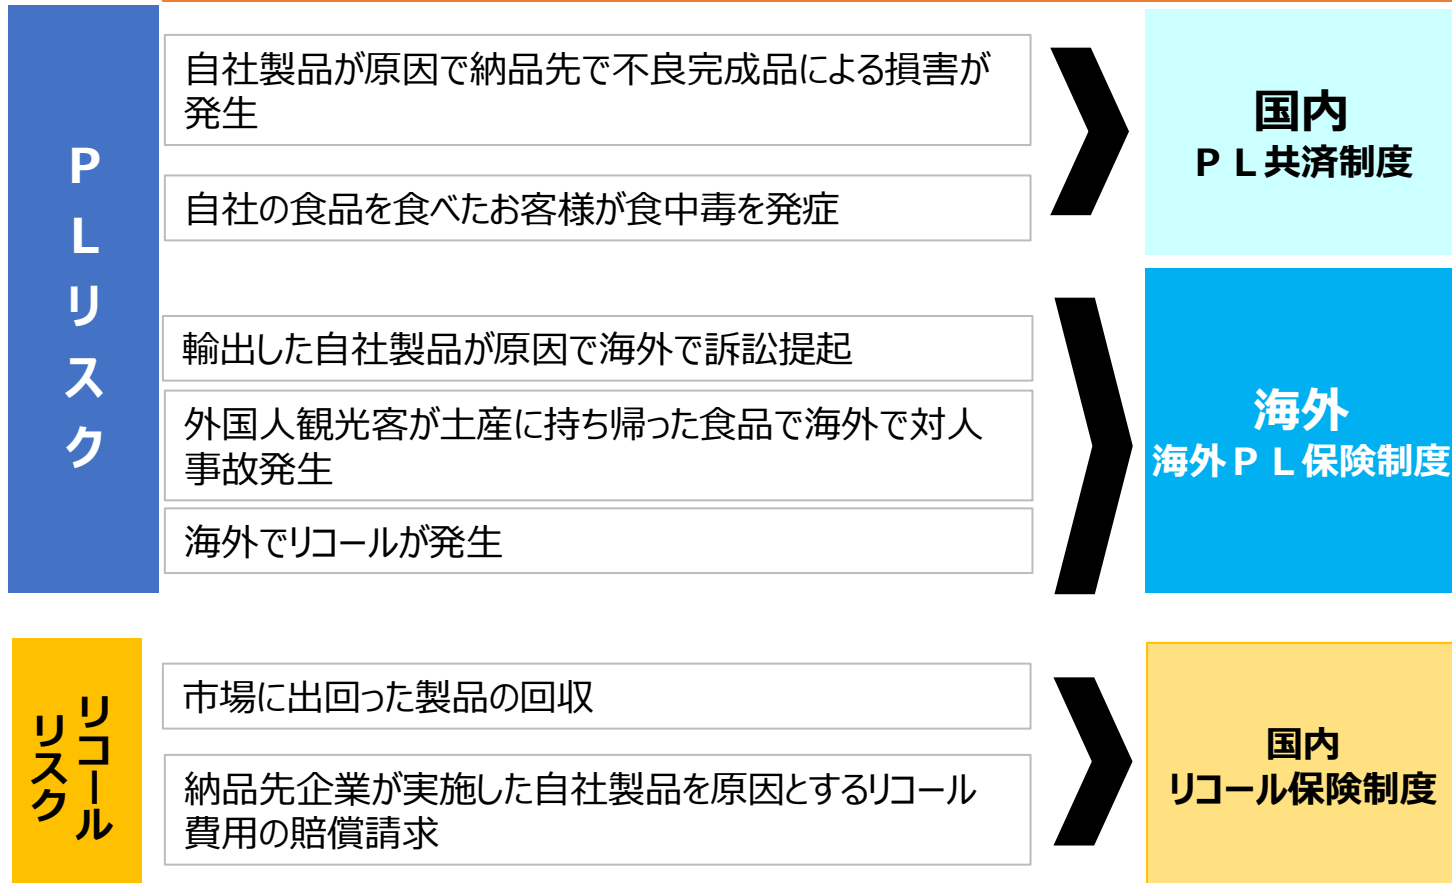 PLリスク
自社製品が原因で納品先で不良完成品による損害が
発生
自社の食品を食べたお客様が食中毒を発症
国内
ＰＬ共済制度
輸出した自社製品が原因で海外で訴訟提起
外国人観光客が土産に持ち帰った食品で海外で対人
事故発生
海外でリコールが発生
海外
海外ＰＬ保険制度
リコール
リスク
市場に出回った製品の回収
納品先企業が実施した自社製品を原因とするリコール
費用の賠償請求
国内
リコール保険制度